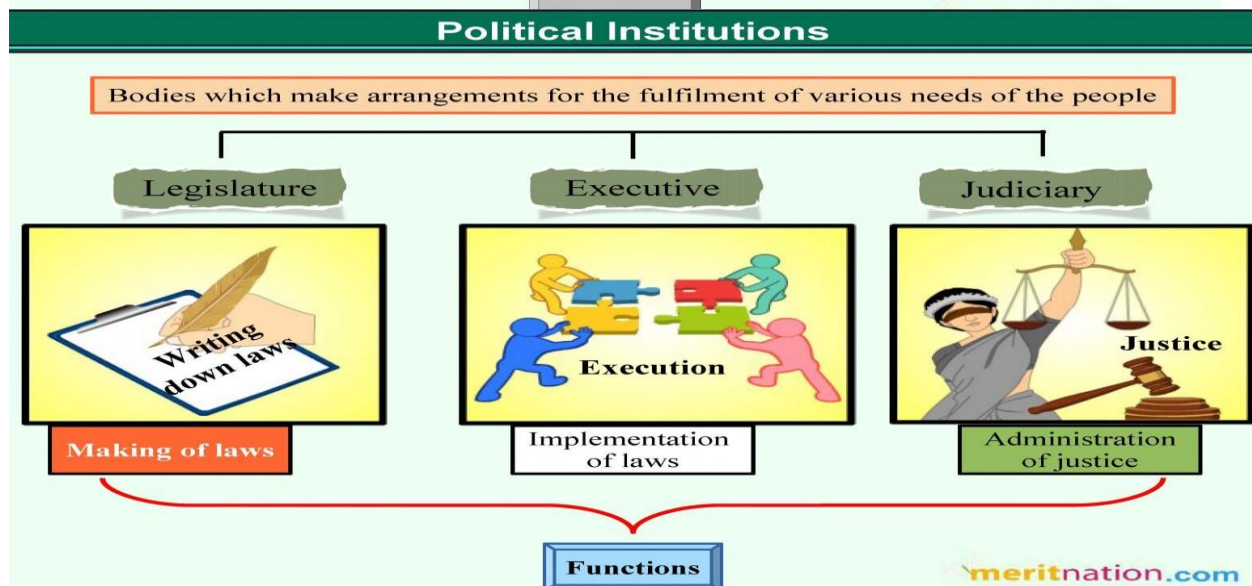 Political Institutions
Bodies which make arrangements for the fulfilment of various needs of the people
Legislature
Executive
Judiciary
Writing
down laws
Execution
Justice
Making of laws
Implementation
of laws
Administration
of justice
Functions
meritnation.com